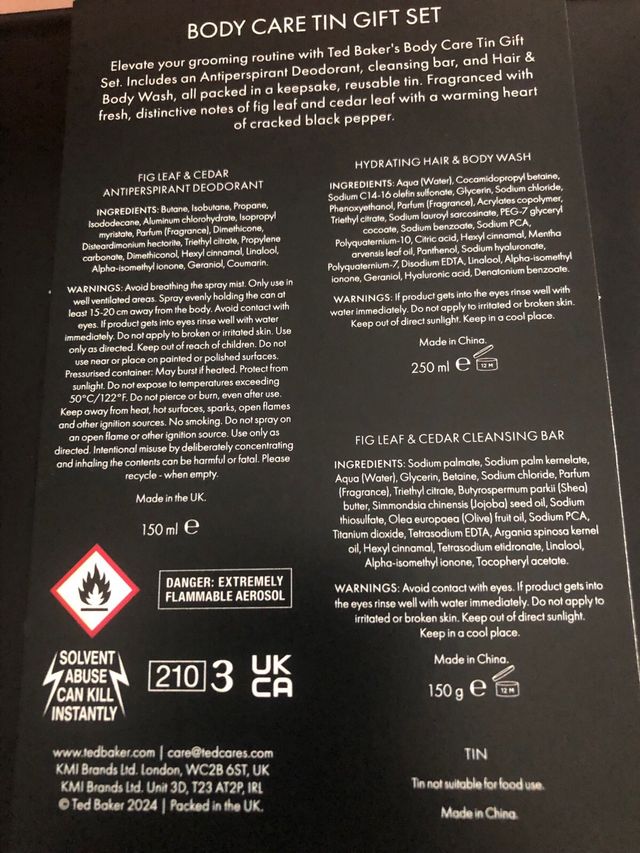 BODY CARE TIN GIFT SET
Elevate your grooming routine with Ted Baker's Body Care Tin Gift
Set. Includes an Antiperspirant Deodorant, cleansing bar, and Hair &
Body Wash, all packed in a keepsake, reusable tin. Fragranced with
fresh, distinctive notes of fig leaf and cedar leaf with a warming heart
of cracked black pepper.
FIG LEAF & CEDAR
ANTIPERSPIRANT DEODORANT
INGREDIENTS: Butane, Isobutane, Propane,
Isododecane, Aluminum chlorohydrate, Isopropyl
myristate, Parfum (Fragrance), Dimethicone,
Disteardimonium hectorite, Triethyl citrate, Propylene
carbonate, Dimethiconol, Hexyl cinnamal, Linalool,
Alpha-isomethyl ionone, Geraniol, Coumarin.
WARNINGS: Avoid breathing the spray mist. Only use in
well ventilated areas. Spray evenly holding the can at
least 15-20 cm away from the body. Avoid contact with
eyes. If product gets into eyes rinse well with water
immediately. Do not apply to broken or irritated skin. Use
only as directed. Keep out of reach of children. Do not
use near or place on painted or polished surfaces.
Pressurised container: May burst if heated. Protect from
sunlight. Do not expose to temperatures exceeding
50°C/122°F. Do not pierce or burn, even after use.
Keep away from heat, hot surfaces, sparks, open flames
and other ignition sources. No smoking. Do not spray on
an open flame or other ignition source. Use only as
directed. Intentional misuse by deliberately concentrating
and inhaling the contents can be harmful or fatal. Please
recycle - when empty.
Made in the UK.
150 ml e
DANGER: EXTREMELY
FLAMMABLE AEROSOL
SOLVENT
ABUSE
CAN KILL
INSTANTLY
210 3 UK
CA
www.tedbaker.com | care@tedcares.com
KMI Brands Ltd. London, WC2B 6ST, UK
KMI Brands Ltd. Unit 3D, T23 AT2P, IRL
© Ted Baker 2024 | Packed in the UK.
HYDRATING HAIR & BODY WASH
INGREDIENTS: Aqua (Water), Cocamidopropyl betaine,
Sodium C14-16 olefin sulfonate, Glycerin, Sodium chloride,
Phenoxyethanol, Parfum (Fragrance), Acrylates copolymer,
Triethyl citrate, Sodium lauroyl sarcosinate, PEG-7 glyceryl
cocoate, Sodium benzoate, Sodium PCA,
Polyquaternium-10, Citric acid, Hexyl cinnamal, Mentha
arvensis leaf oil, Panthenol, Sodium hyaluronate,
Polyquaternium-7, Disodium EDTA, Linalool, Alpha-isomethyl
ionone, Geraniol, Hyaluronic acid, Denatonium benzoate.
WARNINGS: If product gets into the eyes rinse well with
water immediately. Do not apply to irritated or broken skin.
Keep out of direct sunlight. Keep in a cool place.
Made in China.
250 ml e 12 M
FIG LEAF & CEDAR CLEANSING BAR
INGREDIENTS: Sodium palmate, Sodium palm kernelate,
Aqua (Water), Glycerin, Betaine, Sodium chloride, Parfum
(Fragrance), Triethyl citrate, Butyrospermum parkii (Shea)
butter, Simmondsia chinensis (Jojoba) seed oil, Sodium
thiosulfate, Olea europaea (Olive) fruit oil, Sodium PCA,
Titanium dioxide, Tetrasodium EDTA, Argania spinosa kernel
oil, Hexyl cinnamal, Tetrasodium etidronate, Linalool,
Alpha-isomethyl ionone, Tocopheryl acetate.
WARNINGS: Avoid contact with eyes. If product gets into
the eyes rinse well with water immediately. Do not apply to
irritated or broken skin. Keep out of direct sunlight.
Keep in a cool place.
Made in China.
150 g e 12 M
TIN
Tin not suitable for food use.
Made in China.